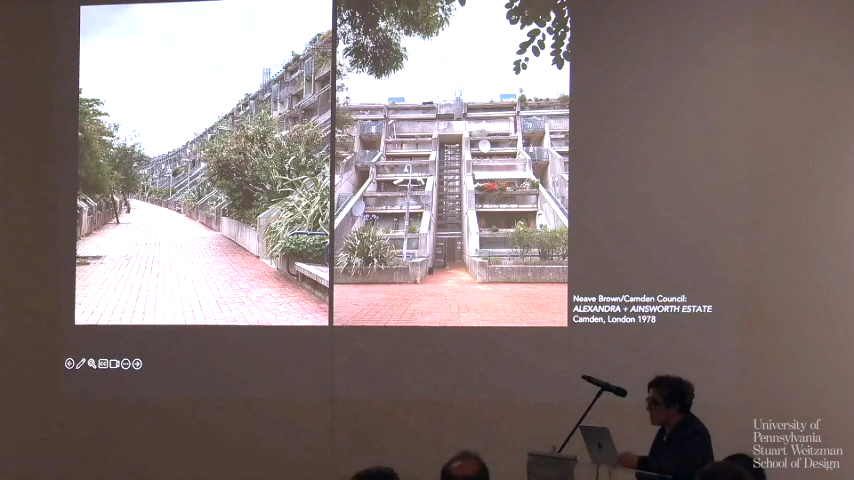 Neave Brown/Camden Council:
ALEXANDRA + AINSWORTH ESTATE
Camden, London 1978
University of
Pennsylvania
Stuart Weitzman
School of Design